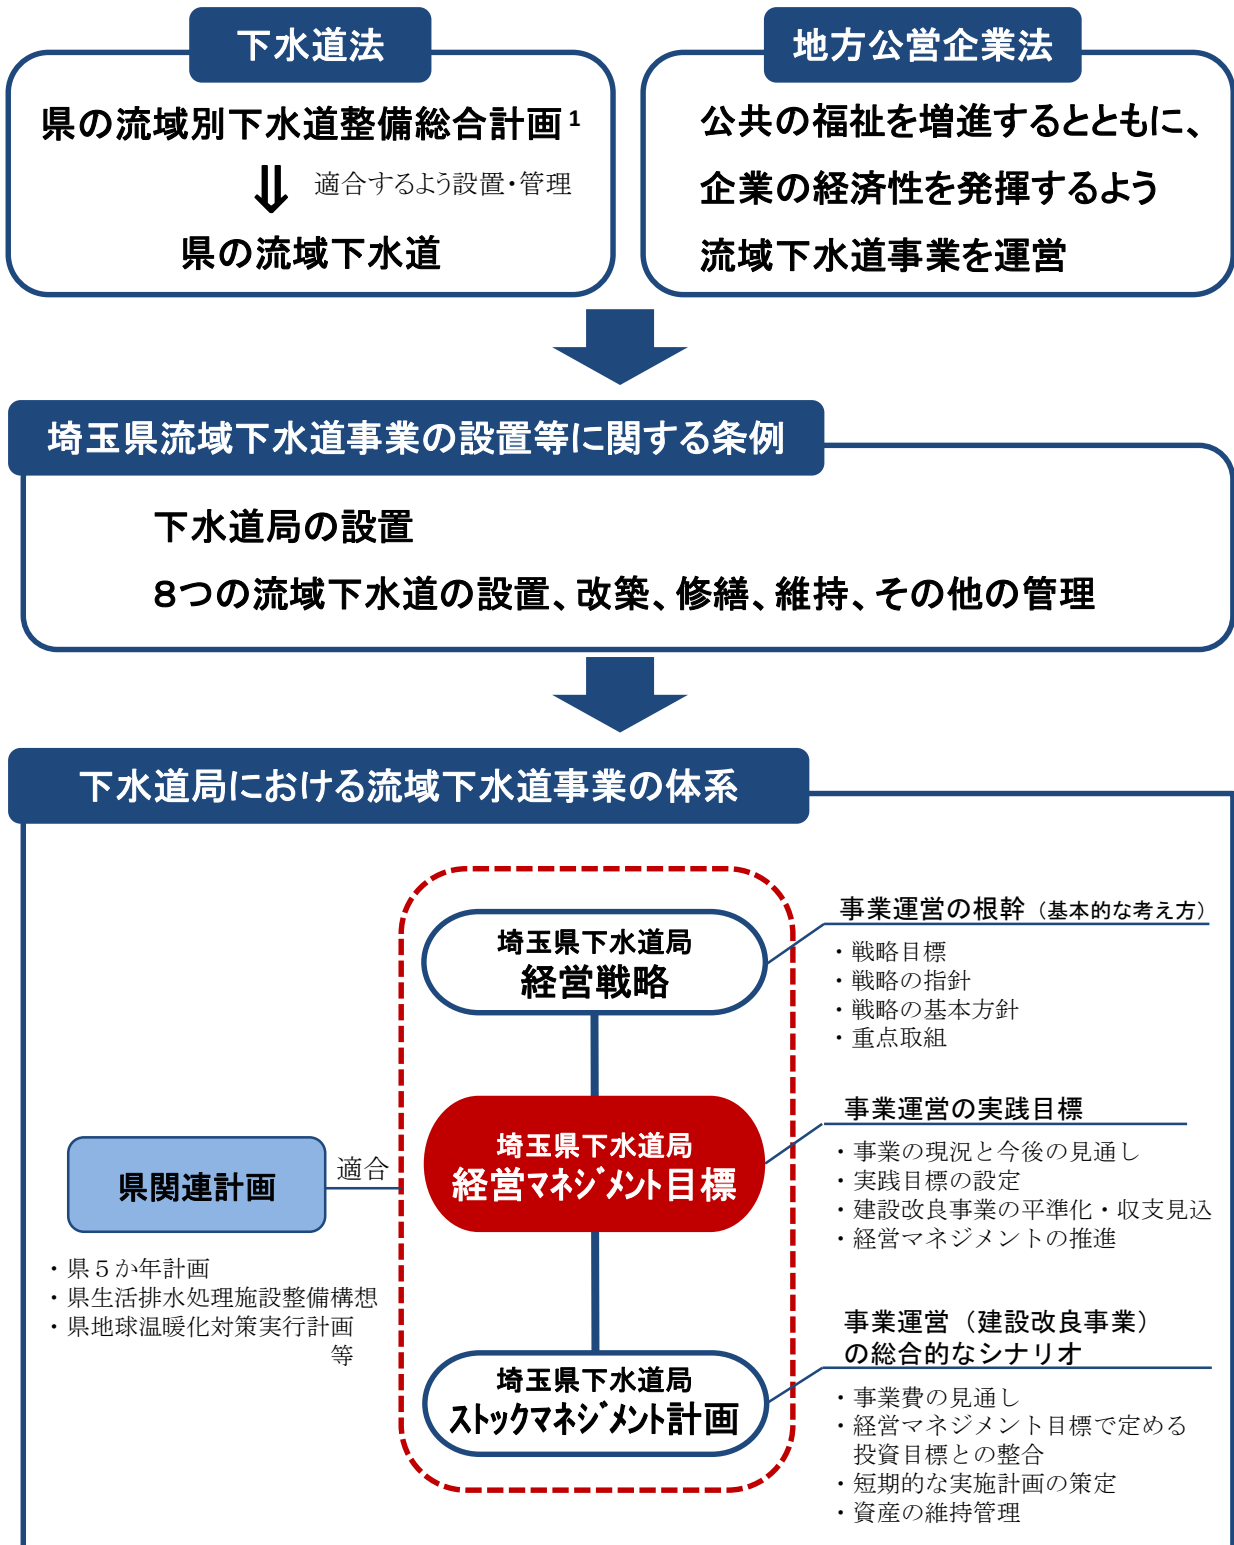 下水道法
県の流域別下水道整備総合計画1
⇓ 適合するよう設置・管理
県の流域下水道
地方公営企業法
公共の福祉を増進するとともに、
企業の経済性を発揮するよう
流域下水道事業を運営
埼玉県流域下水道事業の設置等に関する条例
下水道局の設置
8つの流域下水道の設置、改築、修繕、維持、その他の管理
下水道局における流域下水道事業の体系
埼玉県下水道局
経営戦略
事業運営の根幹（基本的な考え方）
・戦略目標
・戦略の指針
・戦略の基本方針
・重点取組
埼玉県下水道局
経営マネジメント目標
事業運営の実践目標
・事業の現況と今後の見通し
・実践目標の設定
・建設改良事業の平準化・収支見込
・経営マネジメントの推進
県関連計画
適合
・県５か年計画
・県生活排水処理施設整備構想
・県地球温暖化対策実行計画
等
埼玉県下水道局
ストックマネジメント計画
事業運営（建設改良事業）
の総合的なシナリオ
・事業費の見通し
・経営マネジメント目標で定める
投資目標との整合
・短期的な実施計画の策定
・資産の維持管理